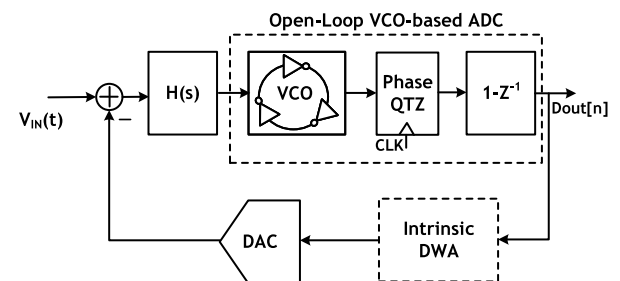 Open-Loop VCO-based ADC
V_IN(t)
H(s)
VCO
Phase
QTZ
CLK
1-Z⁻¹
Dout[n]
DAC
Intrinsic
DWA